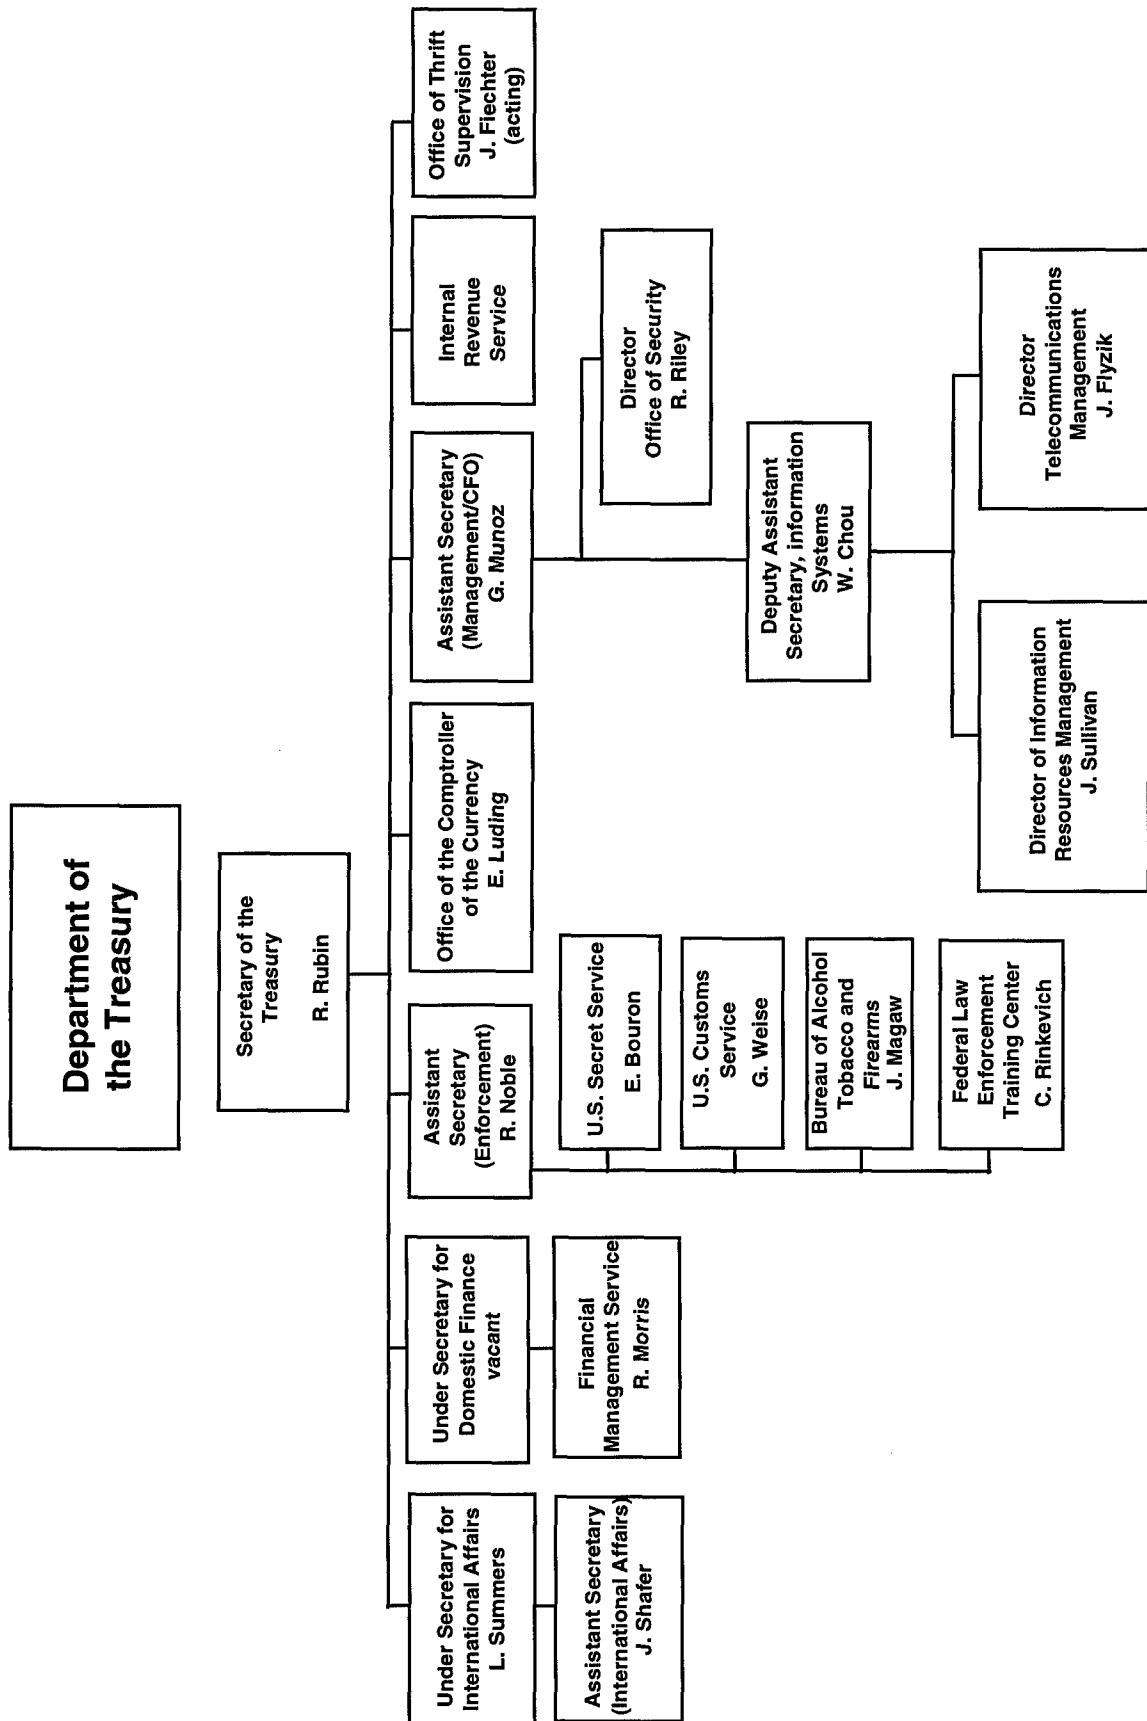 Department of
the Treasury
Secretary of the
Treasury
R. Rubin
Under Secretary for
International Affairs
L. Summers
Under Secretary for
Domestic Finance
vacant
Assistant
Secretary
(Enforcement)
R. Noble
Office of the Comptroller
of the Currency
E. Luding
Assistant Secretary
(Management/CFO)
G. Munoz
Internal
Revenue
Service
Office of Thrift
Supervision
J. Fiechter
(acting)
Assistant Secretary
(International Affairs)
J. Shafer
Financial
Management Service
R. Morris
U.S. Secret Service
E. Bouron
U.S. Customs
Service
G. Weise
Bureau of Alcohol
Tobacco and
Firearms
J. Magaw
Federal Law
Enforcement
Training Center
C. Rinkevich
Director
Office of Security
R. Riley
Deputy Assistant
Secretary, information
Systems
W. Chou
Director of Information
Resources Management
J. Sullivan
Director
Telecommunications
Management
J. Flyzik